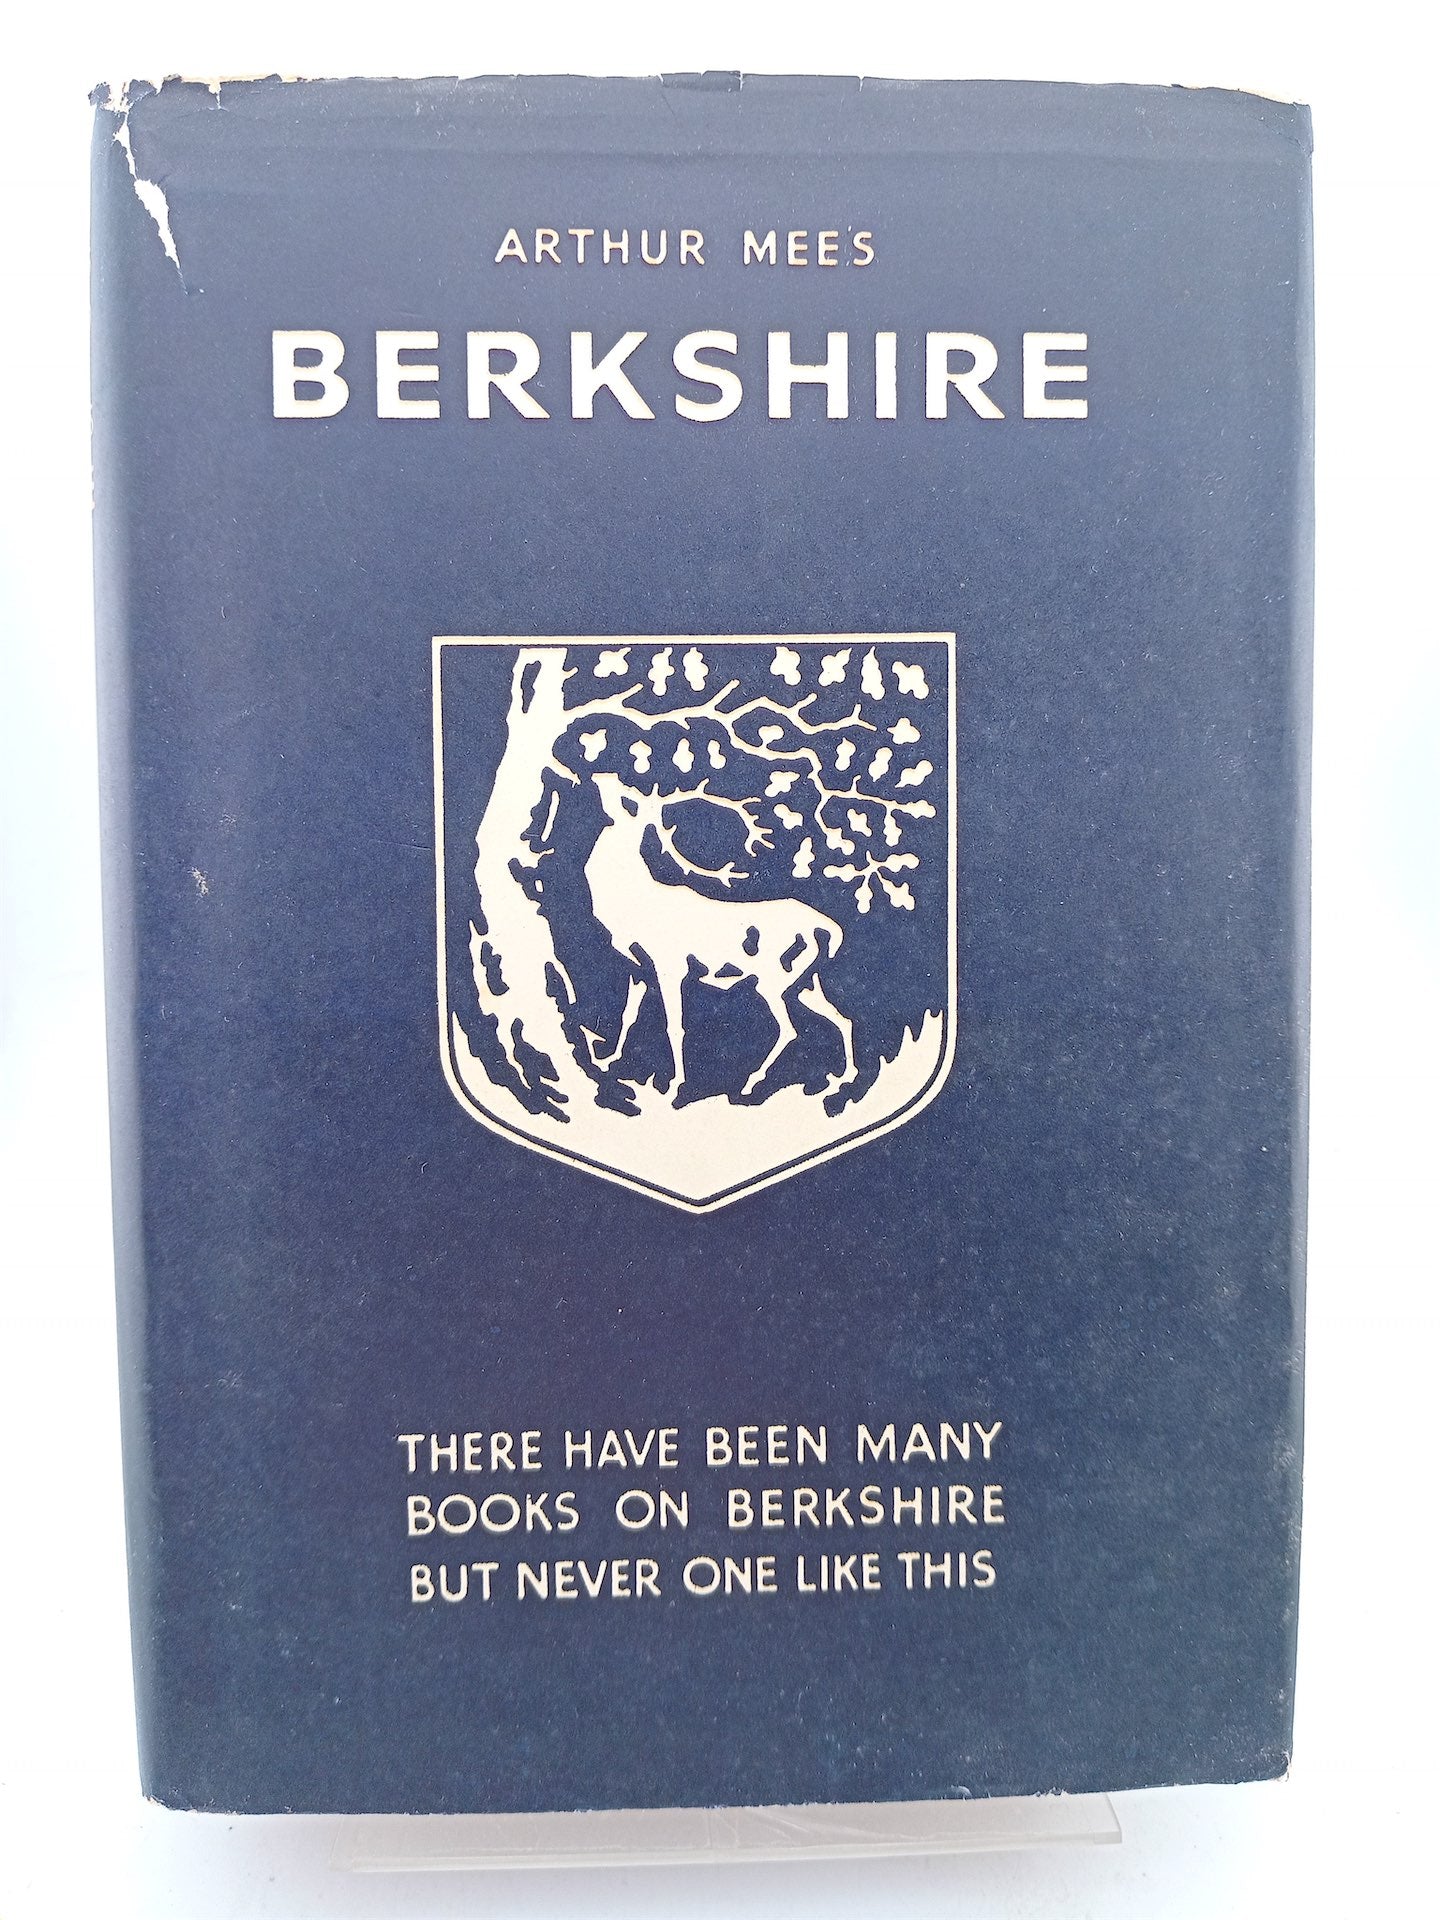 ARTHUR MEE'S
BERKSHIRE
THERE HAVE BEEN MANY
BOOKS ON BERKSHIRE
BUT NEVER ONE LIKE THIS